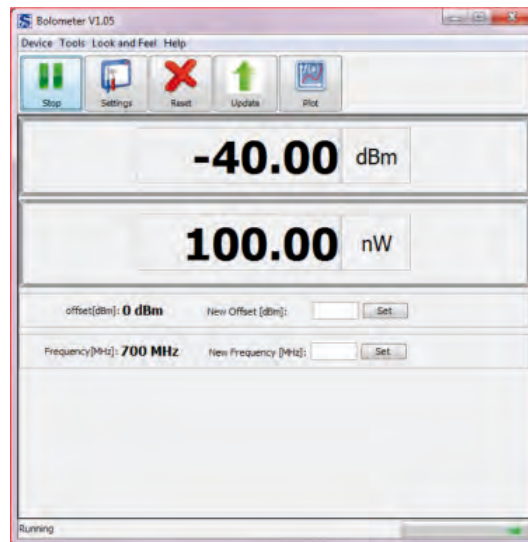 Bolometer V1.05
Device Tools Look and Feel Help
Stop Settings Reset Update Plot
-40.00 dBm
100.00 nW
offset[dBm]: 0 dBm New Offset [dBm]: Set
Frequency[MHz]: 700 MHz New Frequency [MHz]: Set
Running